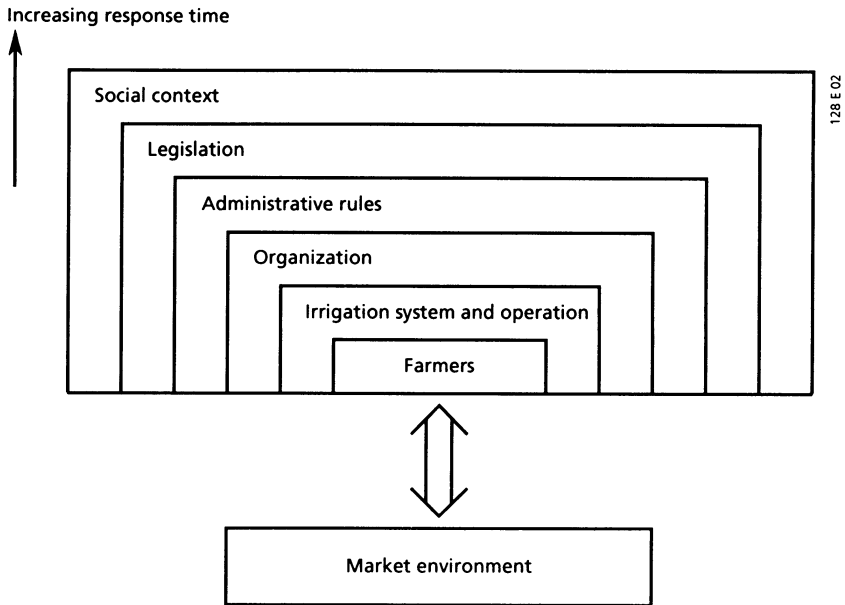 Increasing response time
128 E 02
Social context
Legislation
Administrative rules
Organization
Irrigation system and operation
Farmers
Market environment